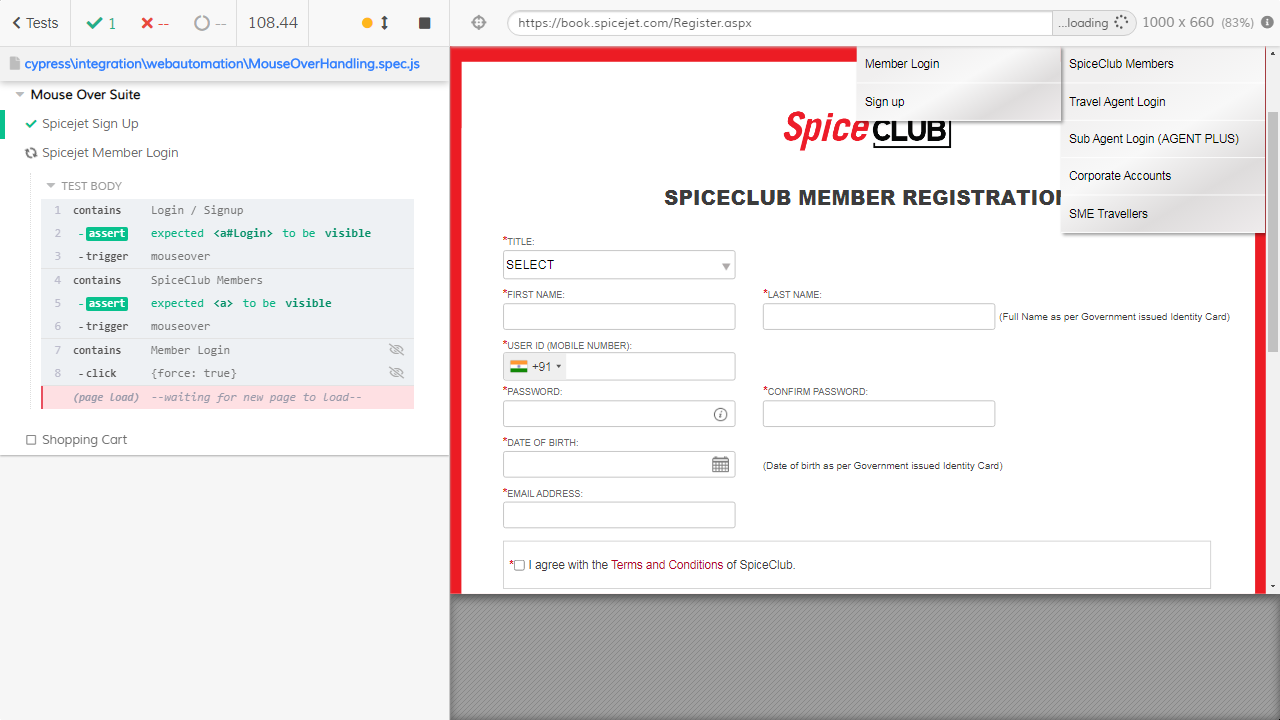 Tests 1 -- -- 108.44
https://book.spicejet.com/Register.aspx ...loading 1000 x 660 (83%)
cypress\integration\webautomation\MouseOverHandling.spec.js
Mouse Over Suite
Spicejet Sign Up
Spicejet Member Login
TEST BODY
1 contains Login / Signup
2 -assert expected <a#Login> to be visible
3 -trigger mouseover
4 contains SpiceClub Members
5 -assert expected <a> to be visible
6 -trigger mouseover
7 contains Member Login
8 -click {force: true}
(page load) --waiting for new page to load--
Shopping Cart
Member Login
Sign up
SpiceClub Members
Travel Agent Login
Sub Agent Login (AGENT PLUS)
Corporate Accounts
SME Travellers
Spice CLUB
SPICECLUB MEMBER REGISTRATION
*TITLE:
SELECT
*FIRST NAME: *LAST NAME:
(Full Name as per Government issued Identity Card)
*USER ID (MOBILE NUMBER):
+91
*PASSWORD: *CONFIRM PASSWORD:
*DATE OF BIRTH:
(Date of birth as per Government issued Identity Card)
*EMAIL ADDRESS:
* I agree with the Terms and Conditions of SpiceClub.